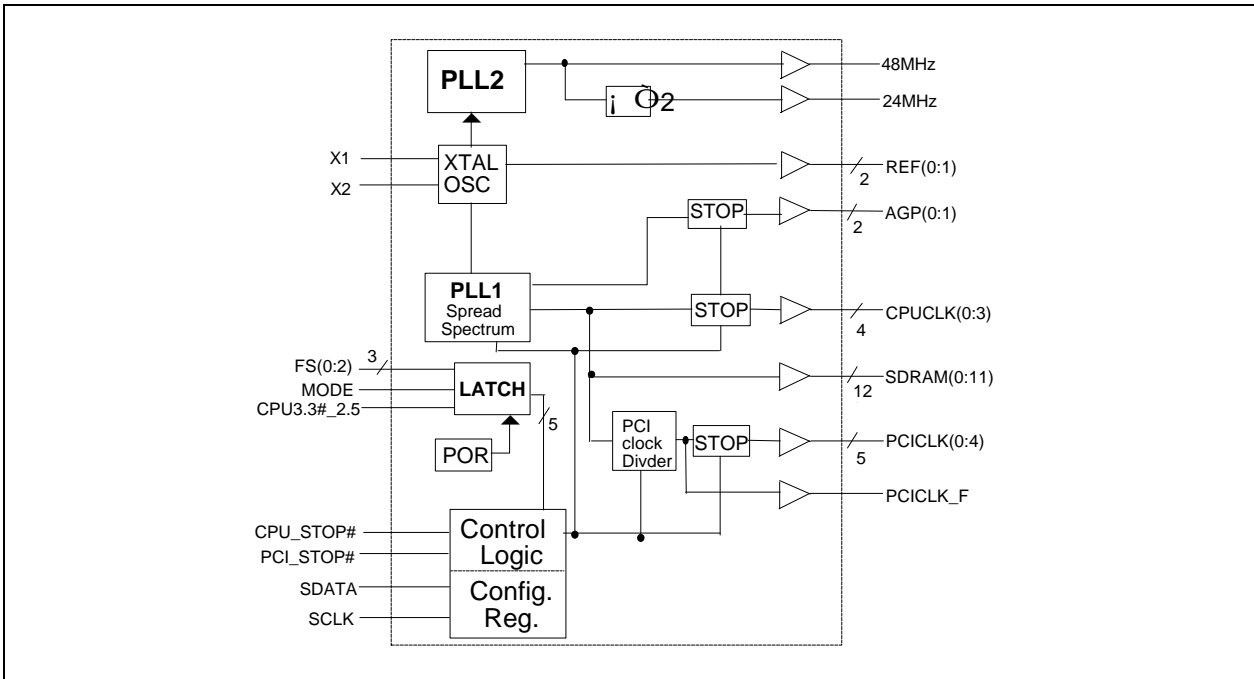 PLL2
48MHz
¡ Ò2
24MHz
X1
X2
XTAL
OSC
2
REF(0:1)
STOP
2
AGP(0:1)
PLL1
Spread
Spectrum
STOP
4
CPUCLK(0:3)
FS(0:2)
3
MODE
CPU3.3#_2.5
LATCH
5
12
SDRAM(0:11)
POR
PCI
clock
Divder
STOP
5
PCICLK(0:4)
PCICLK_F
CPU_STOP#
PCI_STOP#
Control
Logic
SDATA
SCLK
Config.
Reg.